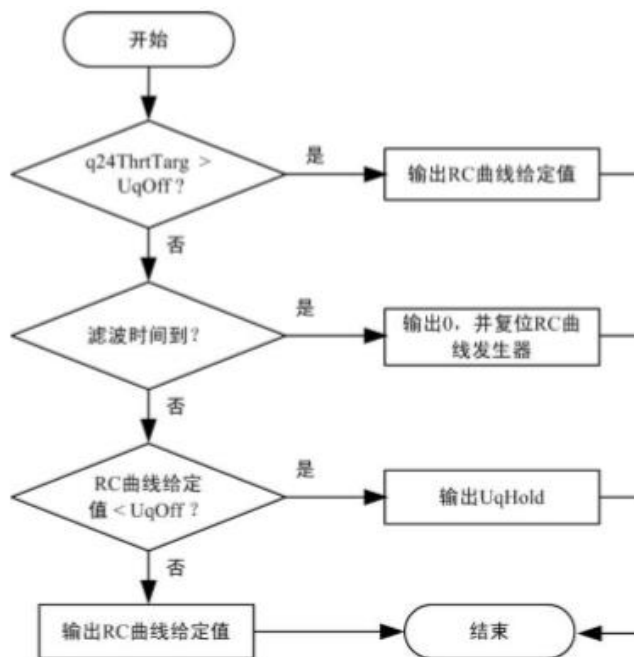 开始
q24ThrtTarg >
UqOff ?
是
输出RC曲线给定值
否
滤波时间到?
是
输出0，并复位RC曲
线发生器
否
RC曲线给定
值 < UqOff ?
是
输出UqHold
否
输出RC曲线给定值
结束